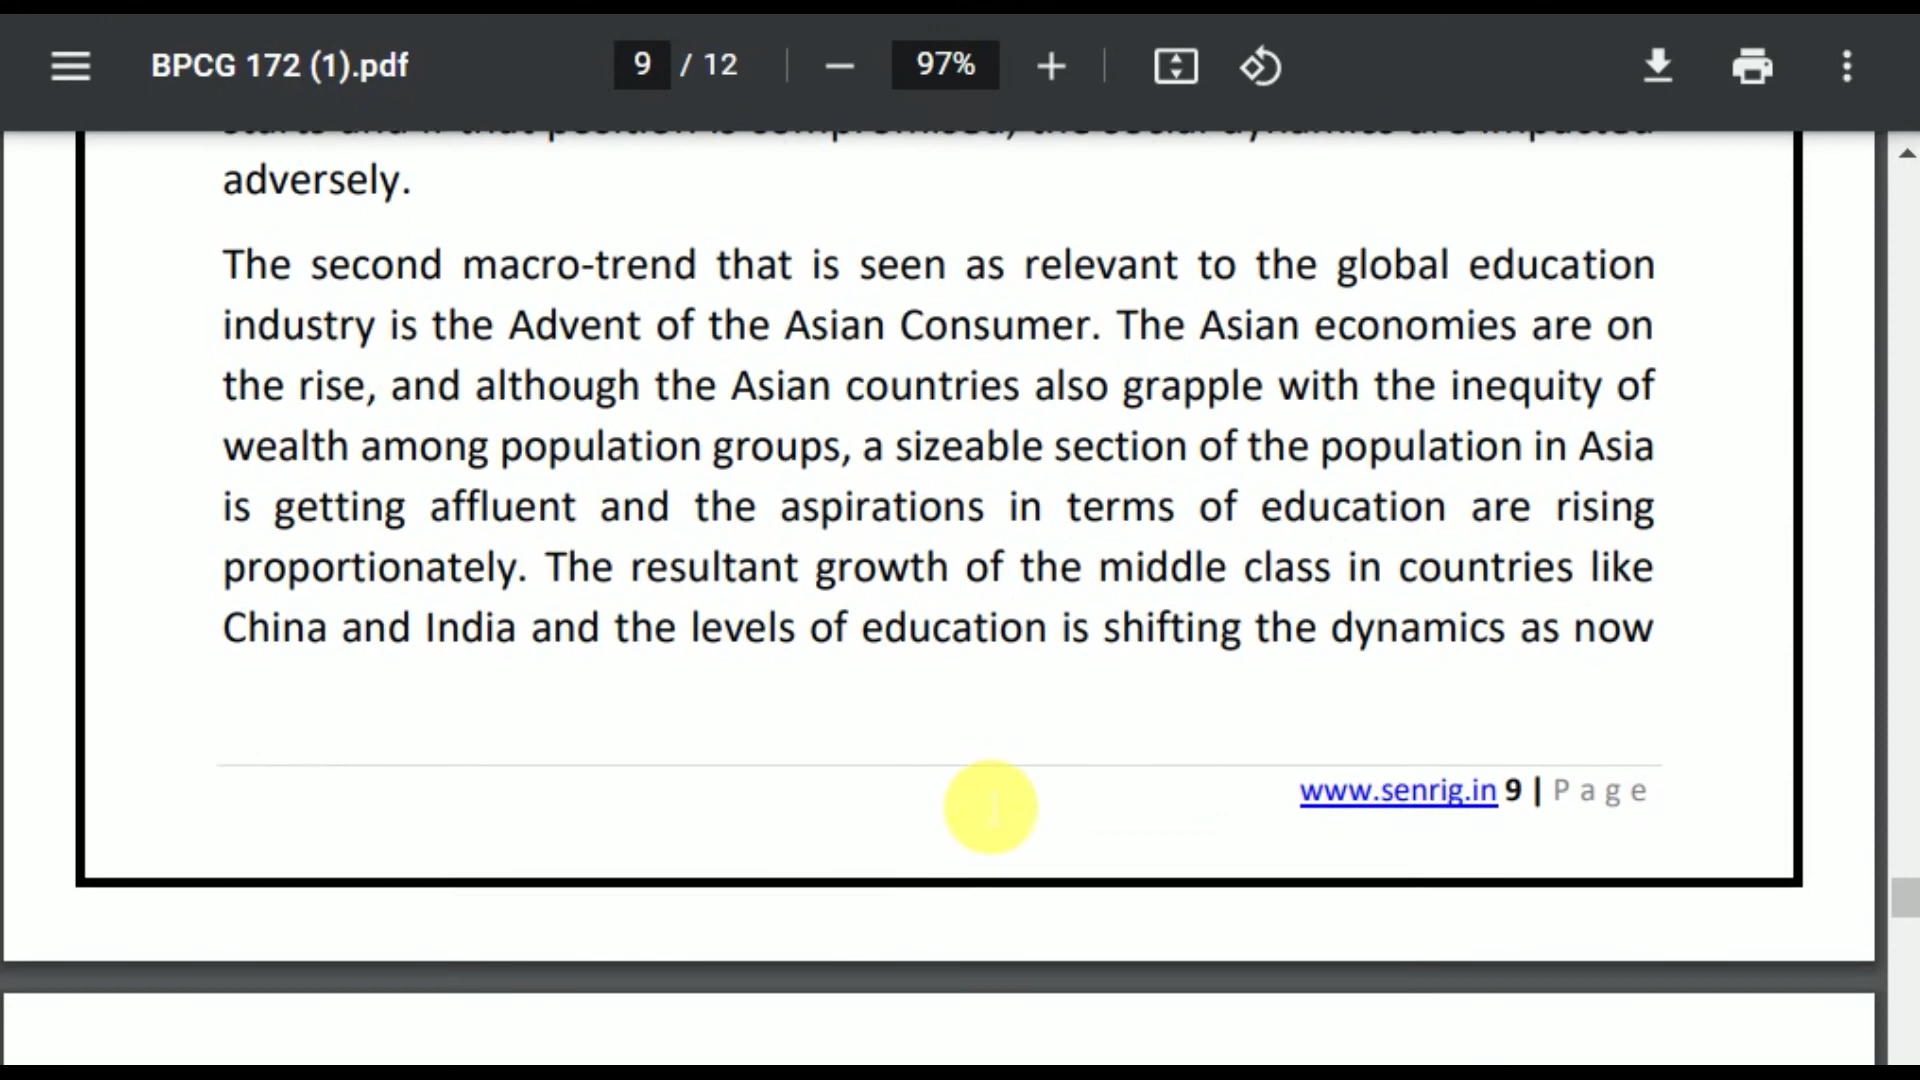 BPCG 172 (1).pdf
9 / 12
97%
adversely.
The second macro-trend that is seen as relevant to the global education
industry is the Advent of the Asian Consumer. The Asian economies are on
the rise, and although the Asian countries also grapple with the inequity of
wealth among population groups, a sizeable section of the population in Asia
is getting affluent and the aspirations in terms of education are rising
proportionately. The resultant growth of the middle class in countries like
China and India and the levels of education is shifting the dynamics as now
www.senrig.in 9 | P a g e